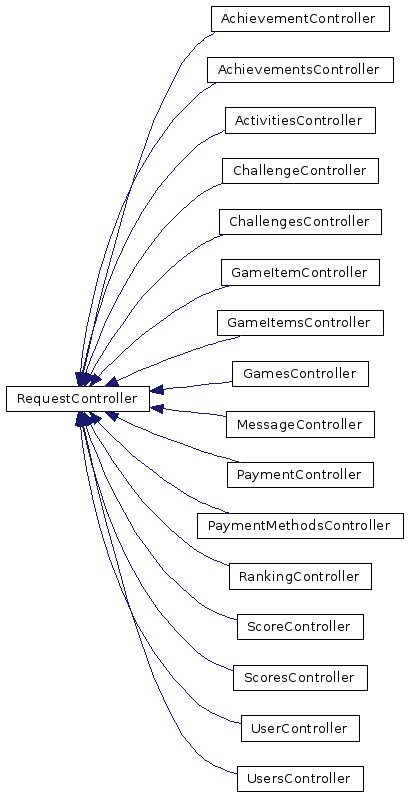 AchievementController
AchievementsController
ActivitiesController
ChallengeController
ChallengesController
GameItemController
GameItemsController
GamesController
RequestController
MessageController
PaymentController
PaymentMethodsController
RankingController
ScoreController
ScoresController
UserController
UsersController